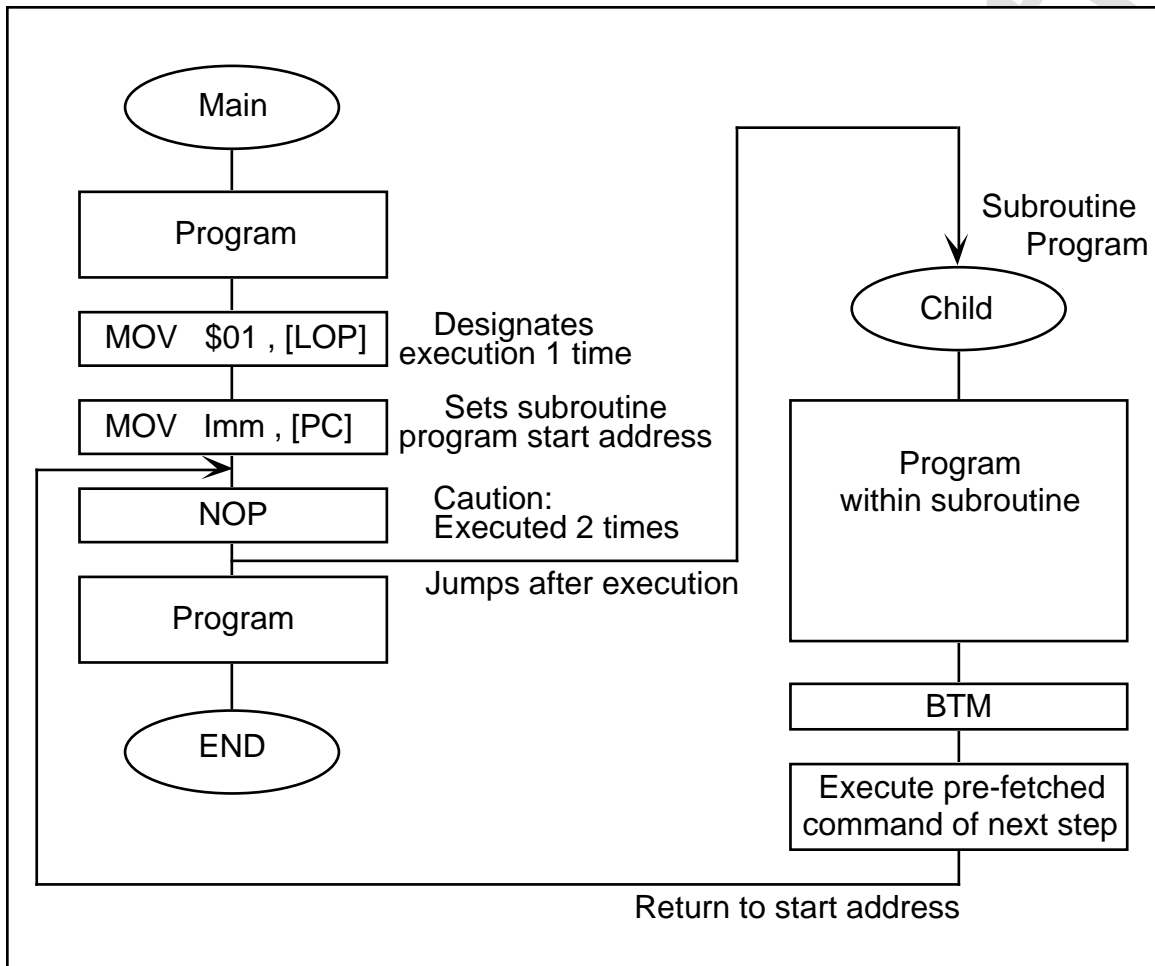 Main
Program
MOV $01 , [LOP]
Designates
execution 1 time
MOV Imm , [PC]
Sets subroutine
program start address
NOP
Caution:
Executed 2 times
Jumps after execution
Program
END
Subroutine
Program
Child
Program
within subroutine
BTM
Execute pre-fetched
command of next step
Return to start address